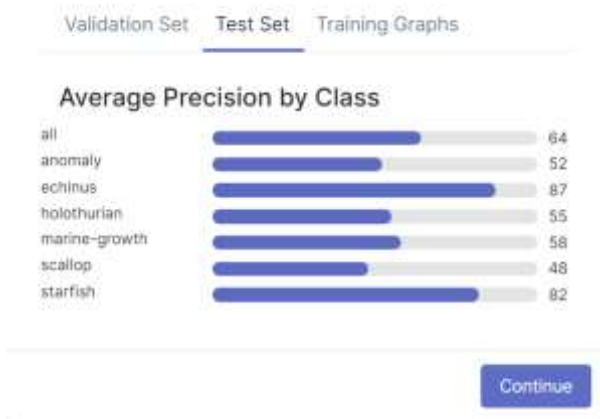 Validation Set Test Set Training Graphs
Average Precision by Class
all 64
anomaly 52
echinus 87
holothurian 55
marine-growth 58
scallop 48
starfish 82
Continue